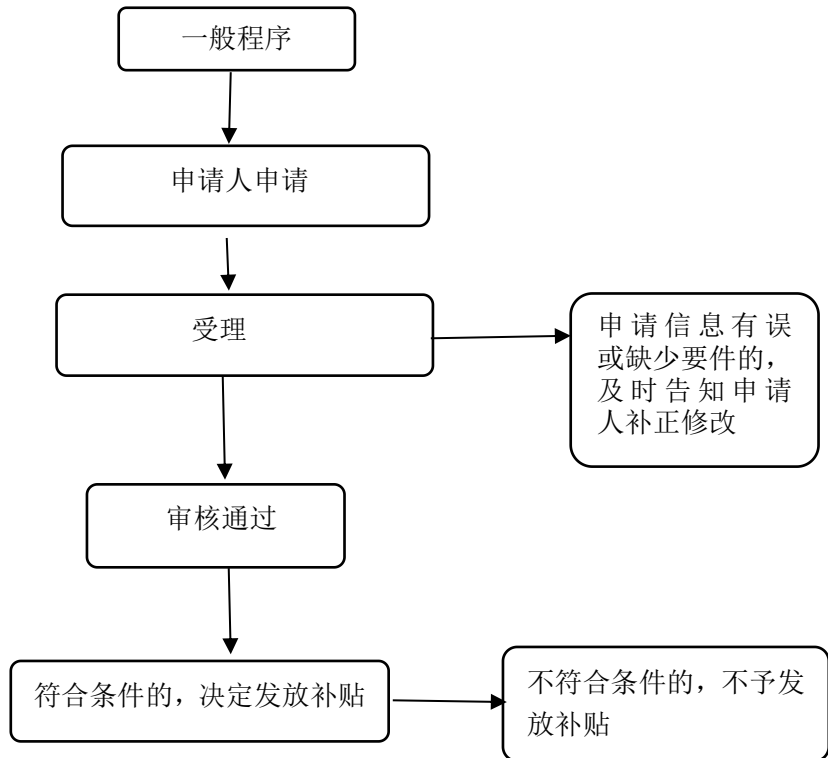 一般程序
申请人申请
受理
申请信息有误
或缺少要件的，
及时告知申请
人补正修改
审核通过
符合条件的，决定发放补贴
不符合条件的，不予发
放补贴